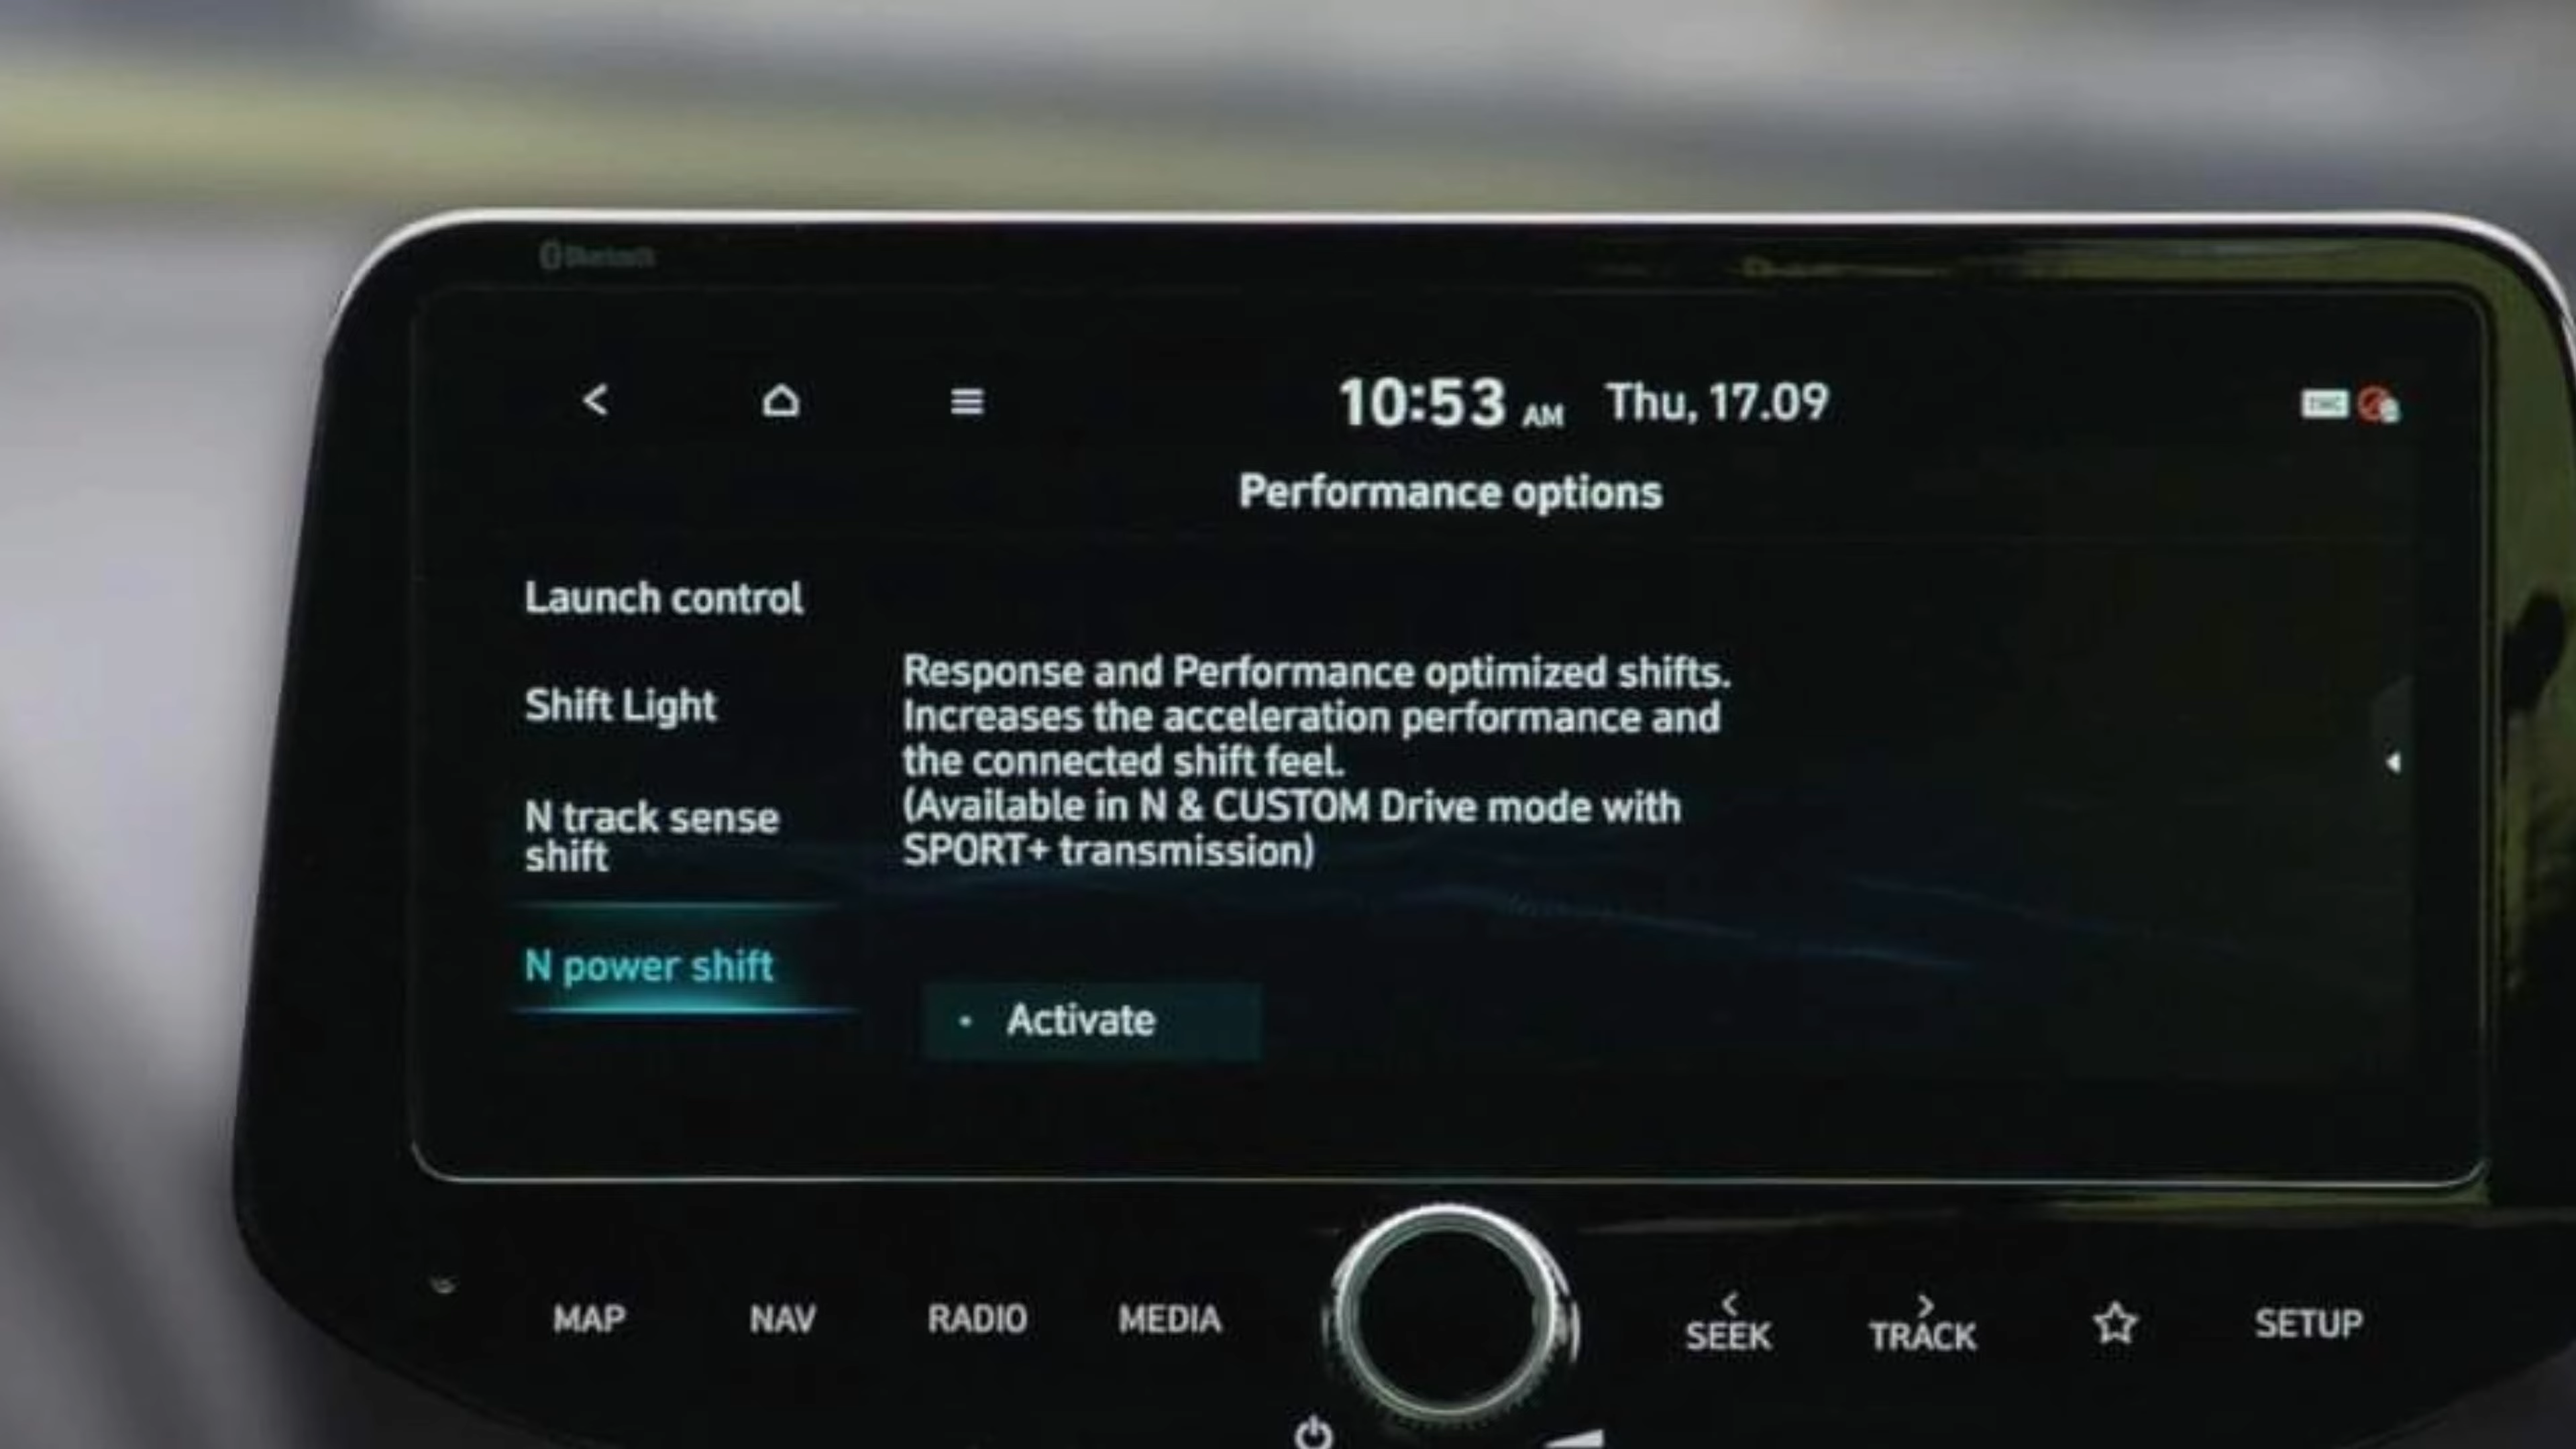 Bluetooth
10:53 AM Thu, 17.09
Performance options
Launch control
Shift Light
N track sense
shift
N power shift
Response and Performance optimized shifts.
Increases the acceleration performance and
the connected shift feel.
(Available in N & CUSTOM Drive mode with
SPORT+ transmission)
Activate
MAP NAV RADIO MEDIA < SEEK > TRACK SETUP